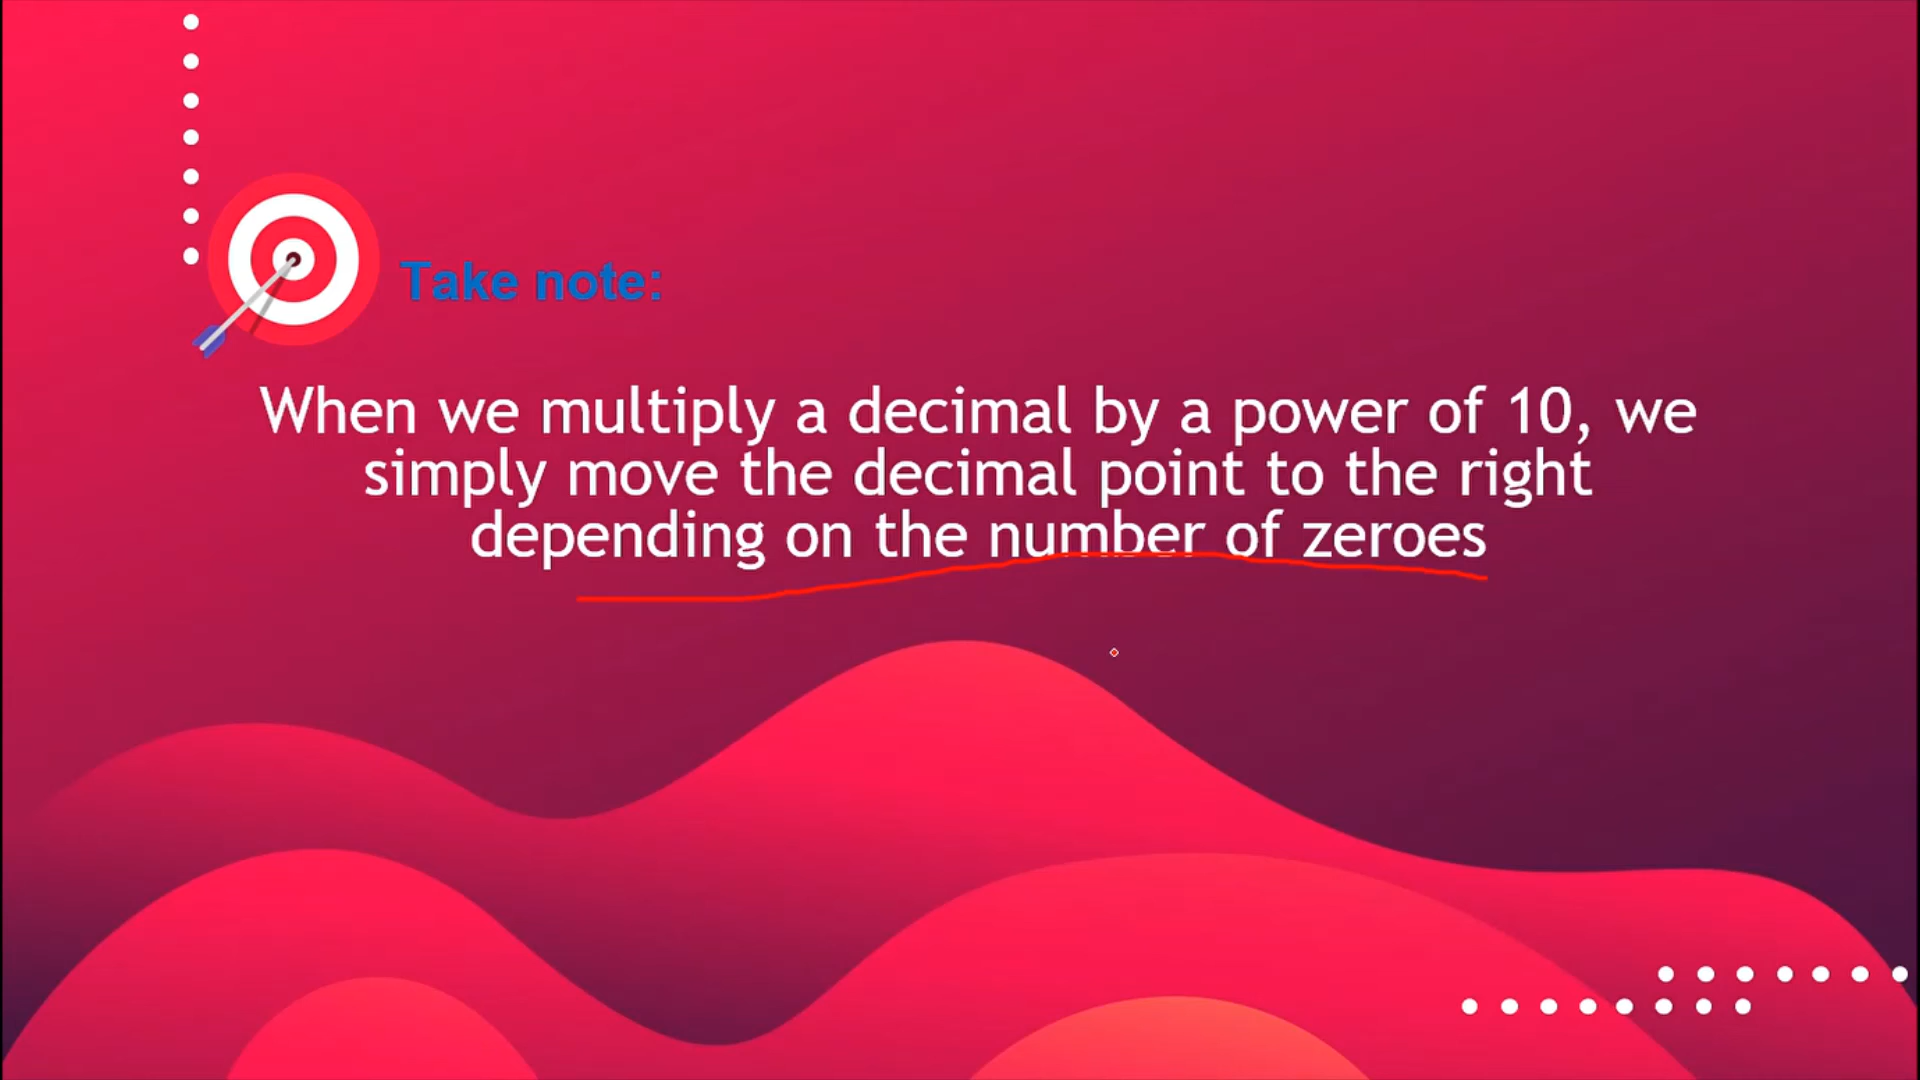 Take note:
When we multiply a decimal by a power of 10, we
simply move the decimal point to the right
depending on the number of zeroes